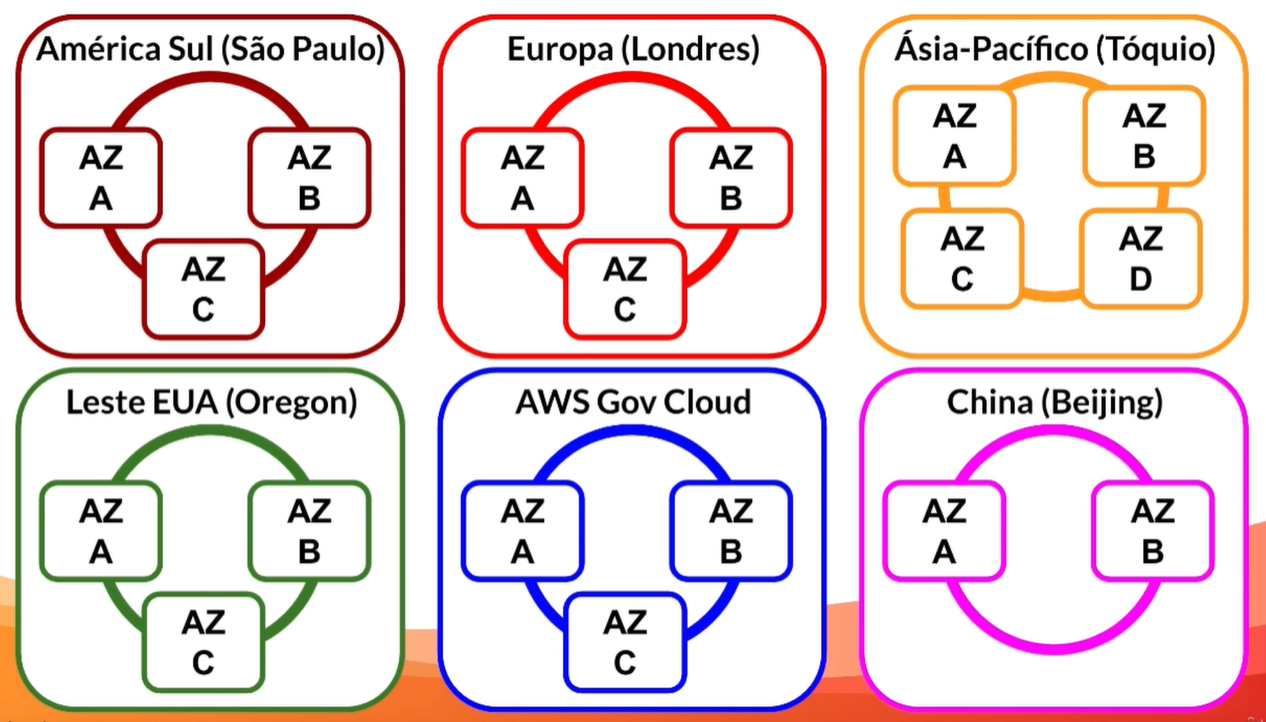 América Sul (São Paulo)
AZ
A
AZ
B
AZ
C
Europa (Londres)
AZ
A
AZ
B
AZ
C
Ásia-Pacífico (Tóquio)
AZ
A
AZ
B
AZ
C
AZ
D
Leste EUA (Oregon)
AZ
A
AZ
B
AZ
C
AWS Gov Cloud
AZ
A
AZ
B
AZ
C
China (Beijing)
AZ
A
AZ
B